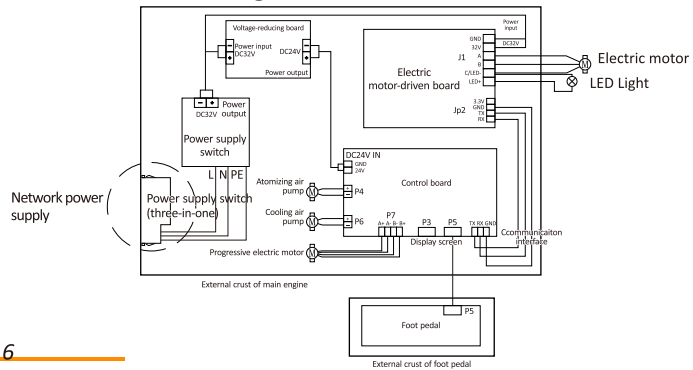 Power
input
Voltage-reducing board
Power input
DC32V
DC24V
Power output
GND
32V
DC32V
J1
A
B
C/LED-
LED+
Electric
motor-driven board
Jp2
3.3V
GND
TX
RX
M
Electric motor
LED Light
DC32V
Power
output
Power supply
switch
L N PE
Network power
supply
Power supply switch
(three-in-one)
DC24V IN
GND
24V
Control board
Atomizing air
pump
M
P4
Cooling air
pump
M
P6
P7
A+ A- B- B+
P3
P5
TX RX GND
Display screen
Ccommunicaiton
interface
Progressive electric motor
M
External crust of main engine
P5
Foot pedal
External crust of foot pedal
6